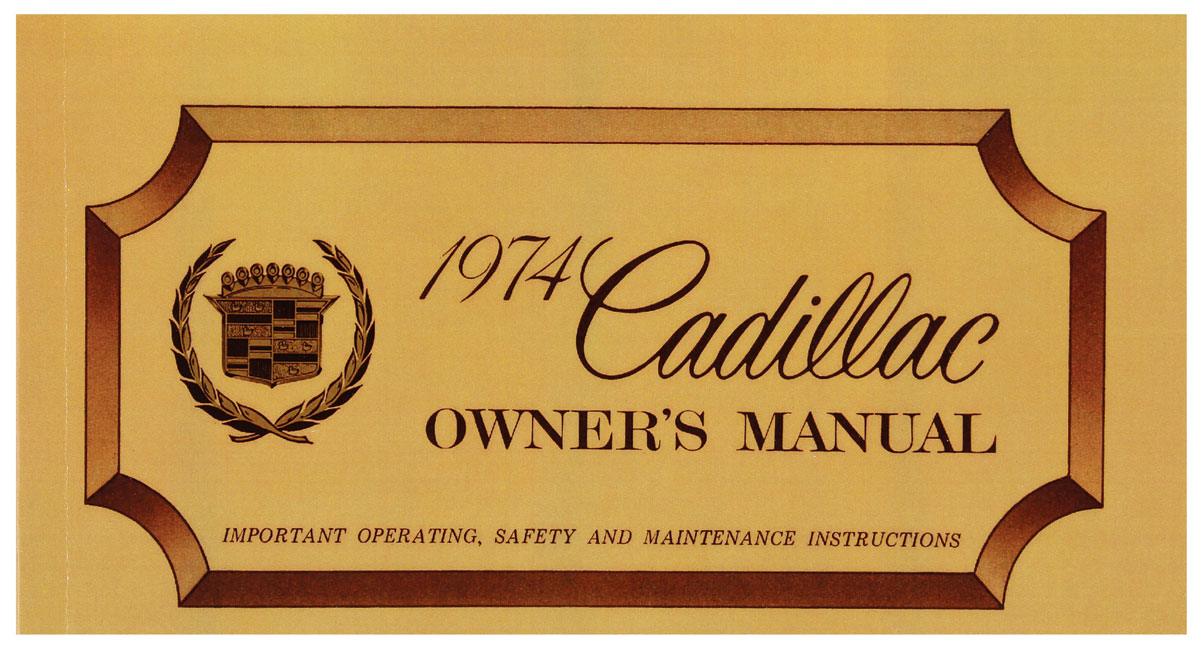 1974 Cadillac
OWNER'S MANUAL
IMPORTANT OPERATING, SAFETY AND MAINTENANCE INSTRUCTIONS